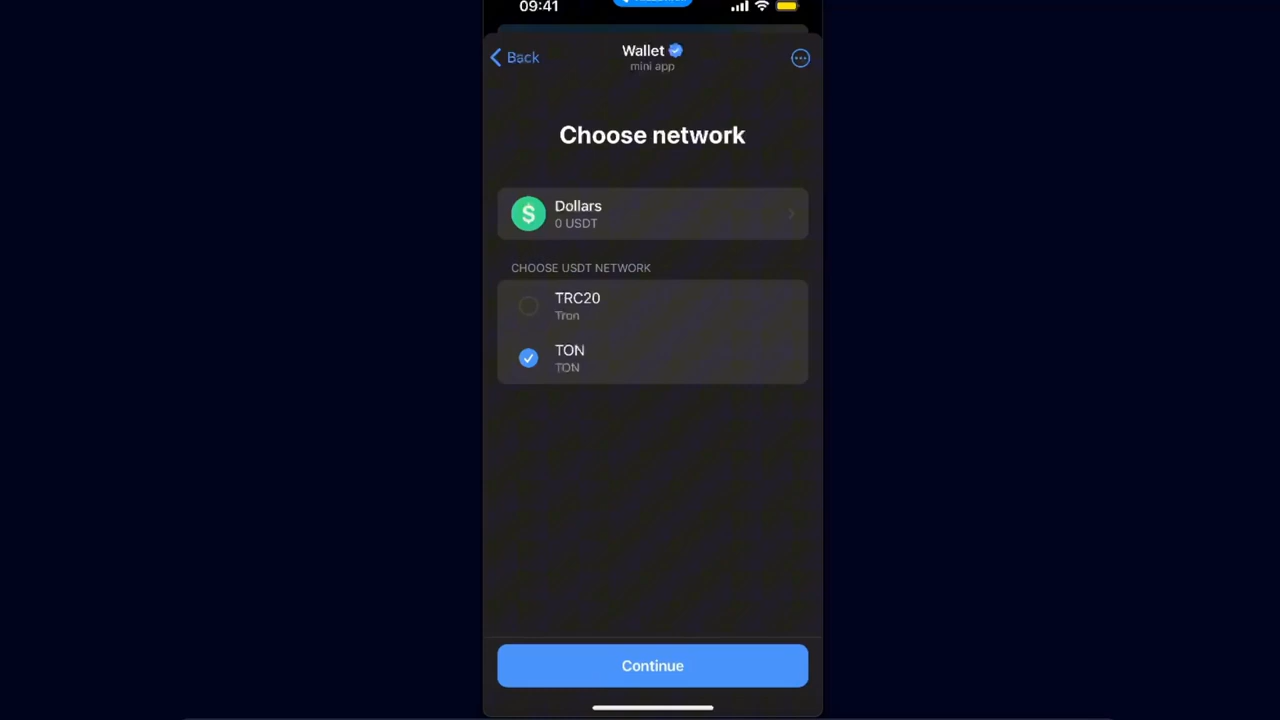 09:41
Back
Wallet
mini app
Choose network
Dollars
0 USDT
CHOOSE USDT NETWORK
TRC20
Tron
TON
TON
Continue